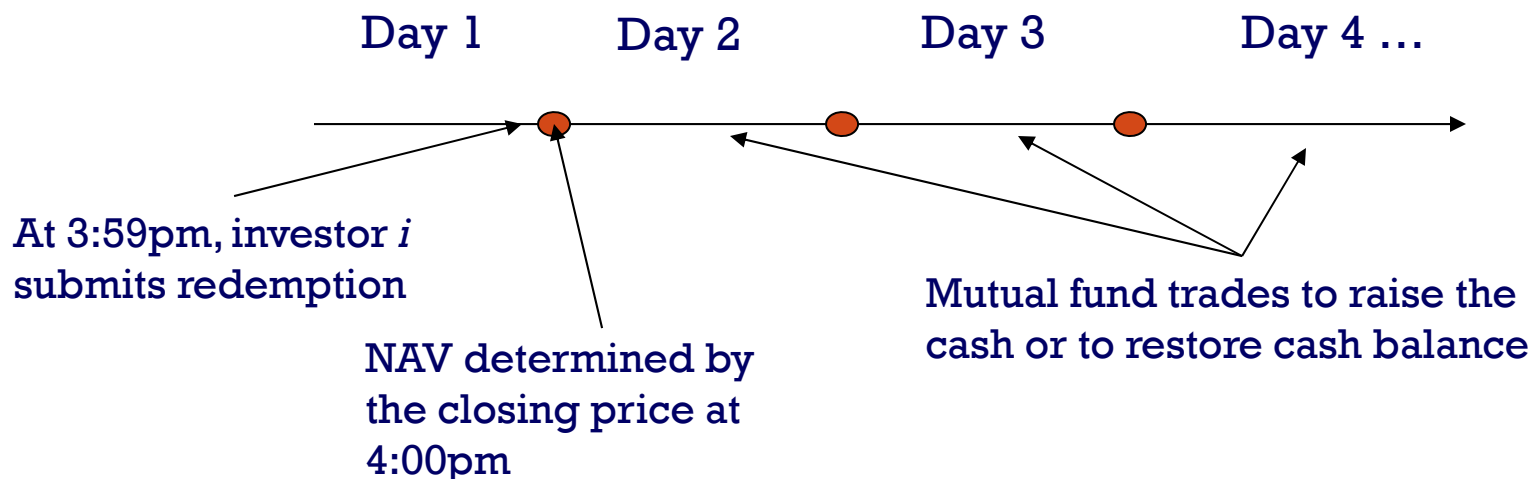 Day 1 Day 2 Day 3 Day 4 …
At 3:59pm, investor i
submits redemption
NAV determined by
the closing price at
4:00pm
Mutual fund trades to raise the
cash or to restore cash balance